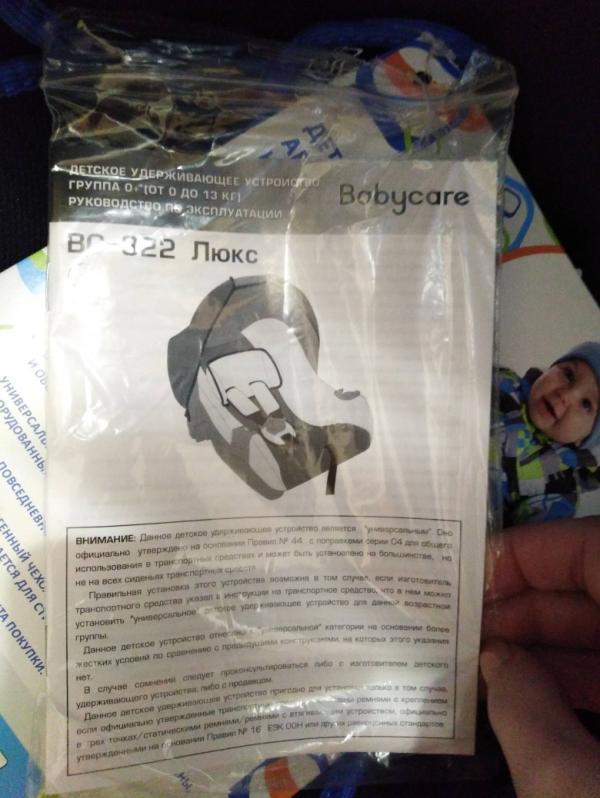 ДЕТСКОЕ УДЕРЖИВАЮЩЕЕ УСТРОЙСТВО
ГРУППА 0+ (ОТ 0 ДО 13 КГ)
РУКОВОДСТВО ПО ЭКСПЛУАТАЦИИ
Babycare
BC-322 Люкс
ВНИМАНИЕ: Данное детское удерживающее устройство является "универсальным". Оно
официально утверждено на основании Правил № 44 с поправками серии 04 для общего
использования в транспортных средствах и может быть установлено на большинстве, но
не на всех сиденьях транспортных средств.
Правильная установка этого устройства возможна в том случае, если изготовитель
транспортного средства указал в инструкции на транспортное средство, что в нем можно
установить "универсальное" детское удерживающее устройство для данной возрастной
группы.
Данное детское устройство отнесено к "универсальной" категории на основании более
жестких условий по сравнению с предыдущими конструкциями, на которых этого указания
нет.
В случае сомнений следует проконсультироваться либо с изготовителем детского
удерживающего устройства, либо с продавцом.
Данное детское удерживающее устройство пригодно для установки только в том случае,
если официально утвержденные ремнями с креплением
в трех точках/статическими ремнями/ремнями с устройством, официально
утвержденными на основании Правил № 16 ЕЭК ООН или других равноценных стандартов.
ПОВСЕДНЕВН
ЧЕХО
ТА ПОКУПКИ.